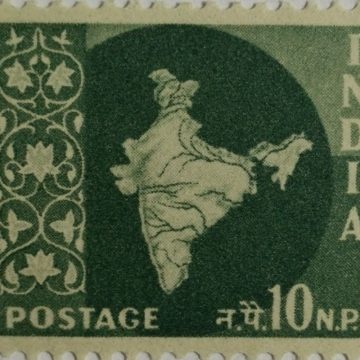 INDIA
POSTAGE न.पै.10 N.P.